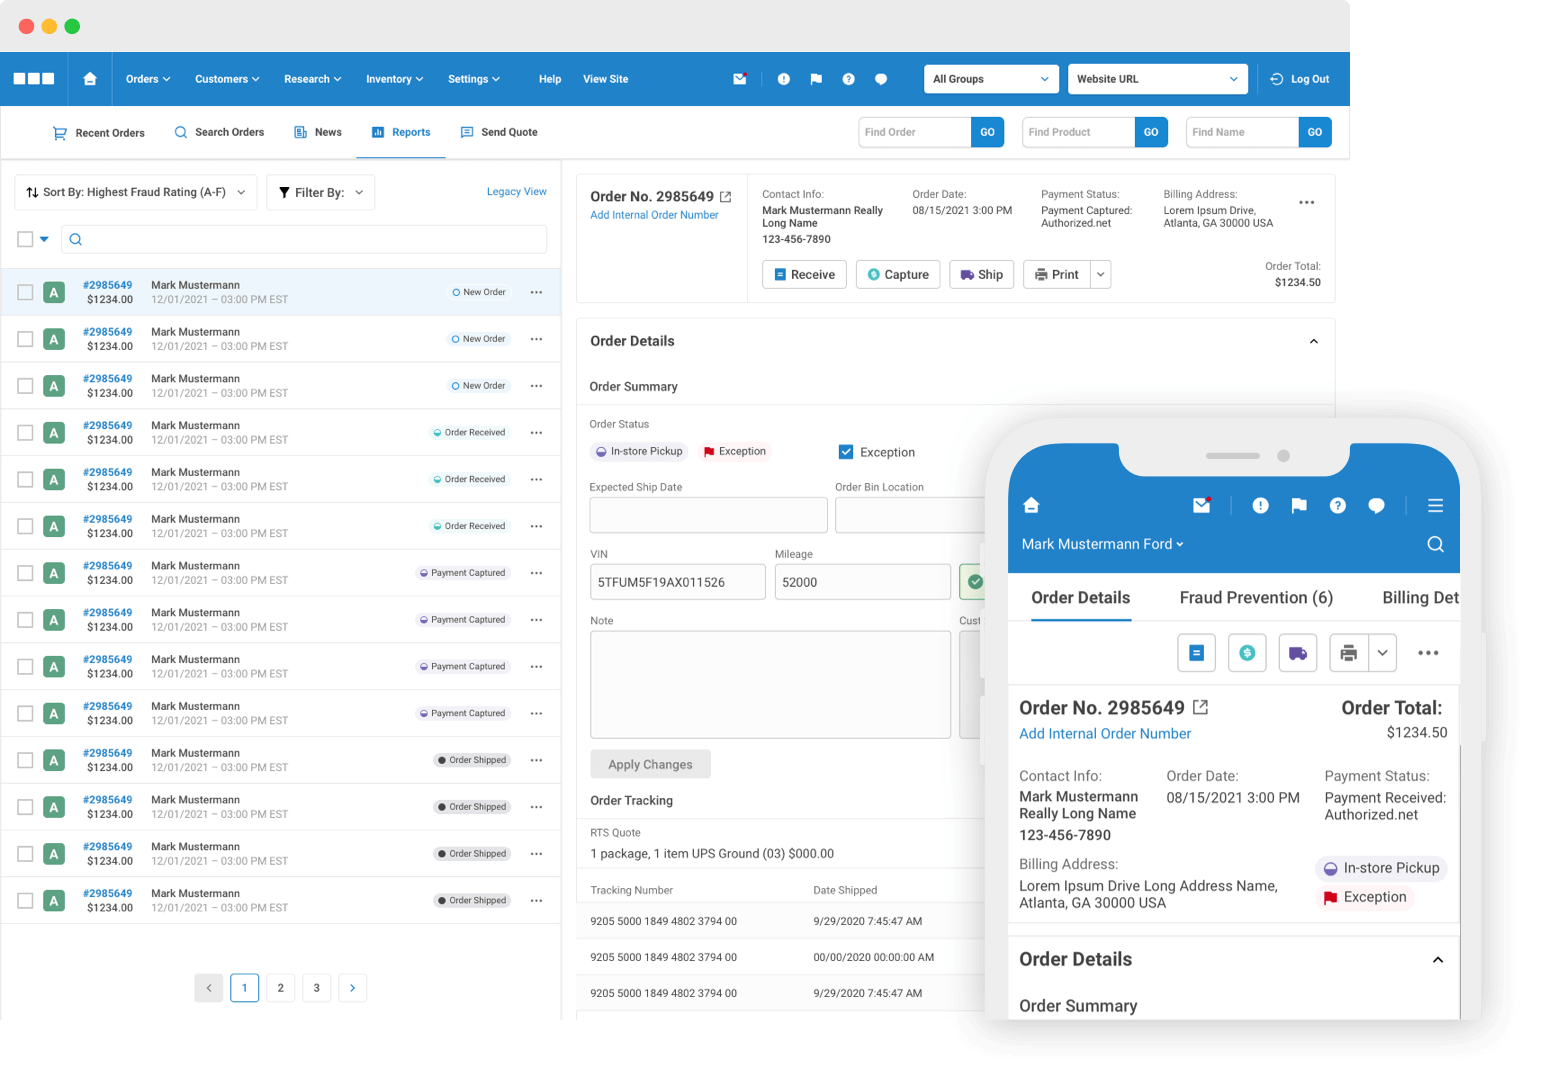 Orders Customers Research Inventory Settings Help View Site All Groups Website URL Log Out
Recent Orders Search Orders News Reports Send Quote Find Order GO Find Product GO Find Name GO
Sort By: Highest Fraud Rating (A-F) Filter By: Legacy View
A #2985649 Mark Mustermann New Order
$1234.00 12/01/2021 – 03:00 PM EST
A #2985649 Mark Mustermann New Order
$1234.00 12/01/2021 – 03:00 PM EST
A #2985649 Mark Mustermann New Order
$1234.00 12/01/2021 – 03:00 PM EST
A #2985649 Mark Mustermann Order Received
$1234.00 12/01/2021 – 03:00 PM EST
A #2985649 Mark Mustermann Order Received
$1234.00 12/01/2021 – 03:00 PM EST
A #2985649 Mark Mustermann Order Received
$1234.00 12/01/2021 – 03:00 PM EST
A #2985649 Mark Mustermann Payment Captured
$1234.00 12/01/2021 – 03:00 PM EST
A #2985649 Mark Mustermann Payment Captured
$1234.00 12/01/2021 – 03:00 PM EST
A #2985649 Mark Mustermann Payment Captured
$1234.00 12/01/2021 – 03:00 PM EST
A #2985649 Mark Mustermann Payment Captured
$1234.00 12/01/2021 – 03:00 PM EST
A #2985649 Mark Mustermann Order Shipped
$1234.00 12/01/2021 – 03:00 PM EST
A #2985649 Mark Mustermann Order Shipped
$1234.00 12/01/2021 – 03:00 PM EST
A #2985649 Mark Mustermann Order Shipped
$1234.00 12/01/2021 – 03:00 PM EST
A #2985649 Mark Mustermann Order Shipped
$1234.00 12/01/2021 – 03:00 PM EST
< 1 2 3 >
Order No. 2985649
Add Internal Order Number
Contact Info:
Mark Mustermann Really
Long Name
123-456-7890
Order Date:
08/15/2021 3:00 PM
Payment Status:
Payment Captured:
Authorized.net
Billing Address:
Lorem Ipsum Drive,
Atlanta, GA 30000 USA
Receive Capture Ship Print
Order Total:
$1234.50
Order Details
Order Summary
Order Status
In-store Pickup Exception Exception
Expected Ship Date Order Bin Location
VIN Mileage
5TFUM5F19AX011526 52000
Note Cust
Apply Changes
Order Tracking
RTS Quote
1 package, 1 item UPS Ground (03) $000.00
Tracking Number Date Shipped
9205 5000 1849 4802 3794 00 9/29/2020 7:45:47 AM
9205 5000 1849 4802 3794 00 00/00/2020 00:00:00 AM
9205 5000 1849 4802 3794 00 9/29/2020 7:45:47 AM
Mark Mustermann Ford
Order Details Fraud Prevention (6) Billing Det
Order No. 2985649 Order Total:
Add Internal Order Number $1234.50
Contact Info:
Mark Mustermann
Really Long Name
123-456-7890
Order Date:
08/15/2021 3:00 PM
Payment Status:
Payment Received:
Authorized.net
Billing Address:
Lorem Ipsum Drive Long Address Name,
Atlanta, GA 30000 USA
In-store Pickup
Exception
Order Details
Order Summary